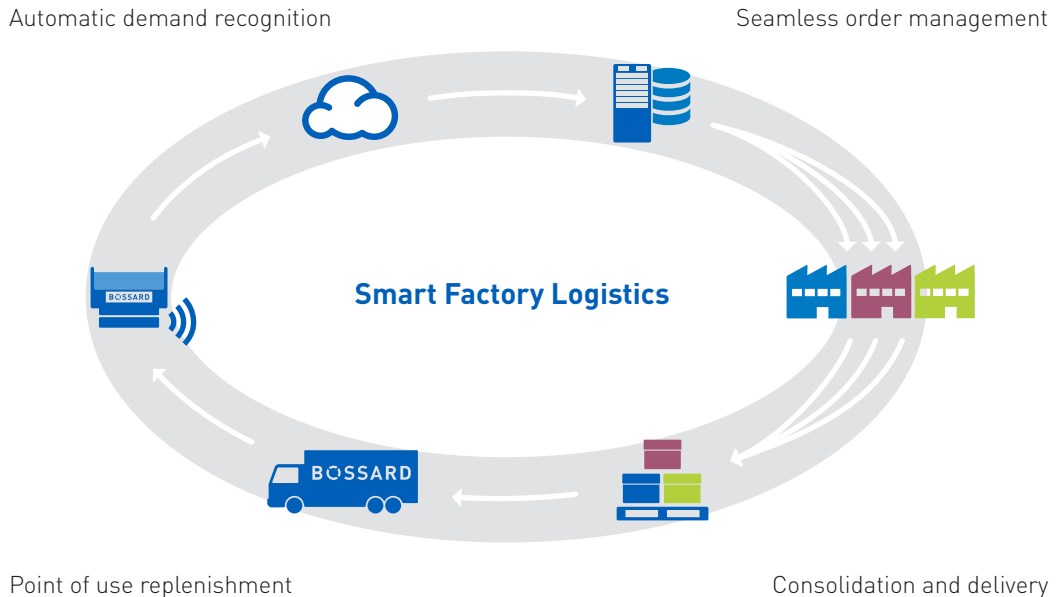 Automatic demand recognition
Seamless order management
BOSSARD
Smart Factory Logistics
BOSSARD
Point of use replenishment
Consolidation and delivery